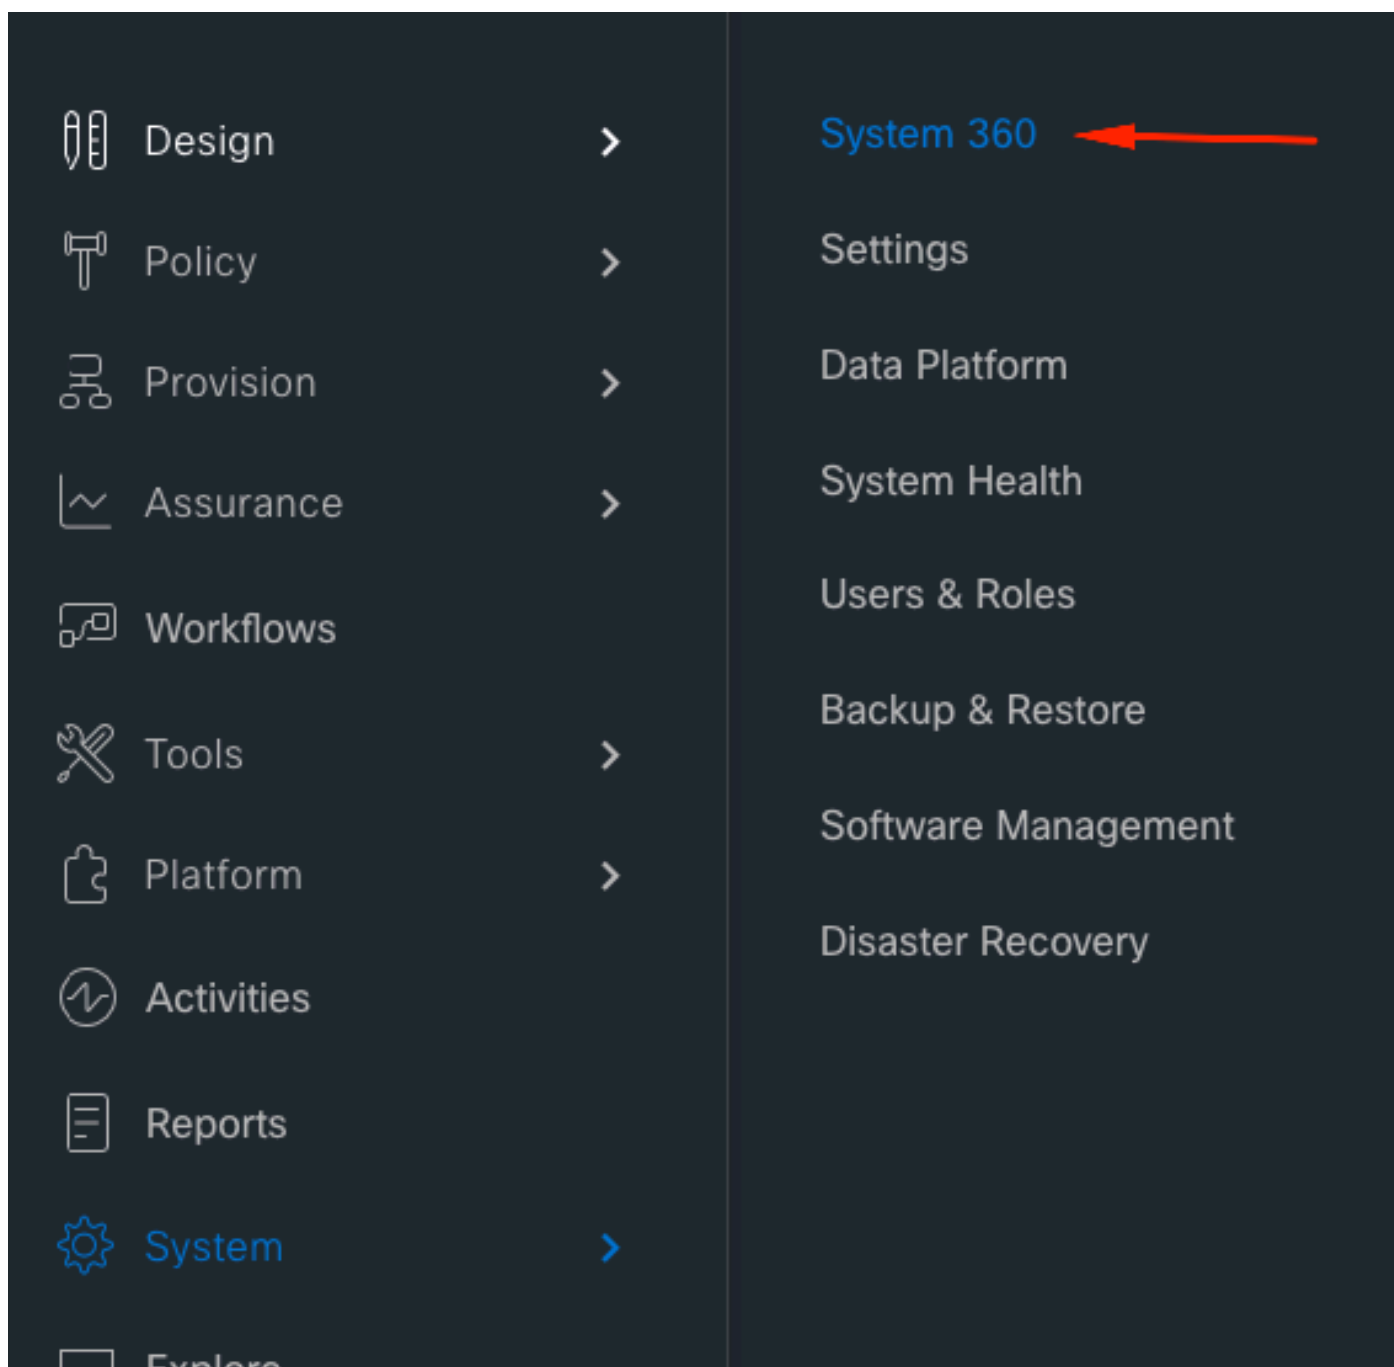 Design
Policy
Provision
Assurance
Workflows
Tools
Platform
Activities
Reports
System
Explore
System 360
Settings
Data Platform
System Health
Users & Roles
Backup & Restore
Software Management
Disaster Recovery